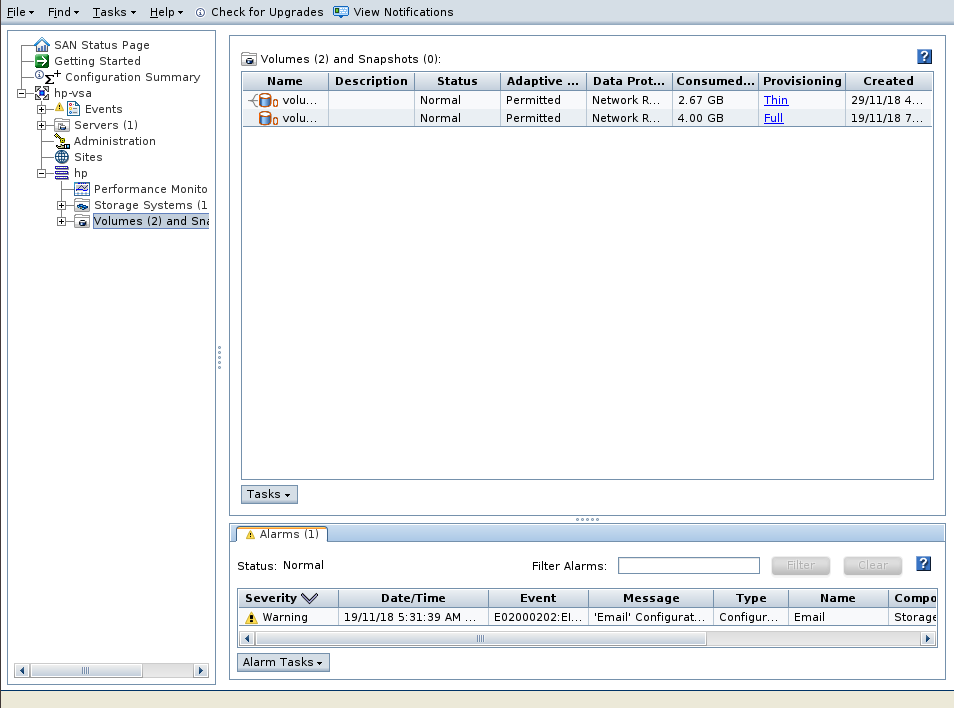 File Find Tasks Help Check for Upgrades View Notifications
SAN Status Page
Getting Started
Configuration Summary
hp-vsa
Events
Servers (1)
Administration
Sites
hp
Performance Monito
Storage Systems (1
Volumes (2) and Sna
Volumes (2) and Snapshots (0):
Name Description Status Adaptive ... Data Prot... Consumed... Provisioning Created
volu... Normal Permitted Network R... 2.67 GB Thin 29/11/18 4...
volu... Normal Permitted Network R... 4.00 GB Full 19/11/18 7...
Tasks
Alarms (1)
Status: Normal Filter Alarms: Filter Clear
Severity Date/Time Event Message Type Name Compo
Warning 19/11/18 5:31:39 AM ... E02000202:EI... 'Email' Configurat... Configur... Email Storage
Alarm Tasks